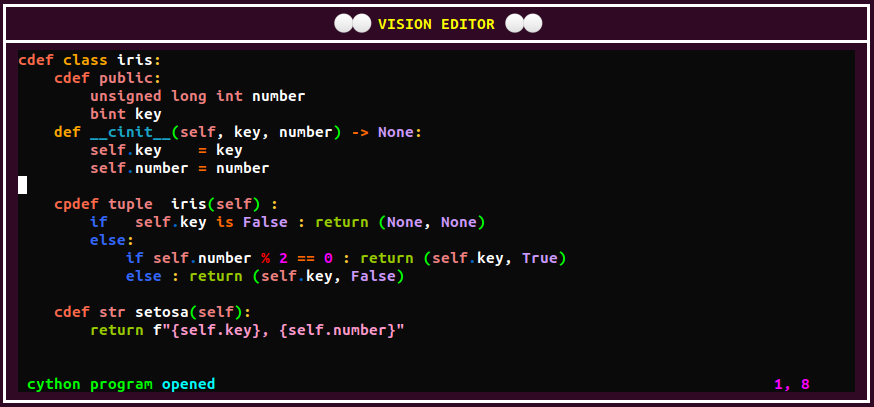 VISION EDITOR
cdef class iris:
    cdef public:
        unsigned long int number
        bint key
    def __cinit__(self, key, number) -> None:
        self.key    = key
        self.number = number

    cpdef tuple  iris(self) :
        if   self.key is False : return (None, None)
        else:
            if self.number % 2 == 0 : return (self.key, True)
            else : return (self.key, False)

    cdef str setosa(self):
        return f"{self.key}, {self.number}"

cython program opened 1, 8